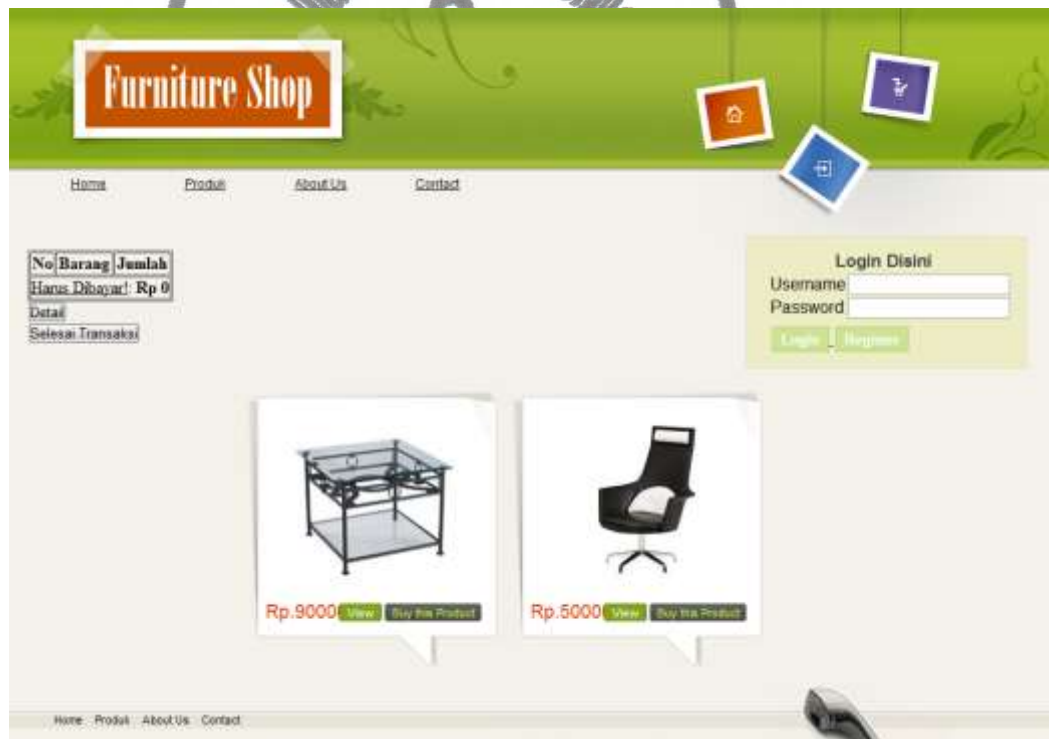 Furniture Shop
Home Produk About Us Contact
No Barang Jumlah
Harus Dibayar!: Rp 0
Detail
Selesai Transaksi
Login Disini
Username
Password
Login Register
Rp.9000 View Buy this Product
Rp.5000 View Buy this Product
Home Produk About Us Contact